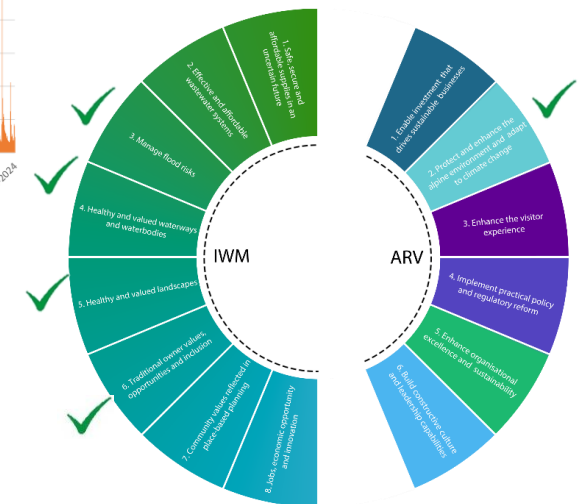 2024
1. Safe, secure and
affordable supplies in an
uncertain future
2. Effective and affordable
wastewater systems
3. Manage flood risks
4. Healthy and valued waterways
and waterbodies
5. Healthy and valued landscapes
6. Traditional owner values,
opportunities and inclusion
7. Community values reflected in
place-based planning
8. Jobs, economic opportunity
and innovation
IWM
ARV
1. Enable investment that
drives sustainable businesses
2. Protect and enhance the
alpine environment and adapt
to climate change
3. Enhance the visitor
experience
4. Implement practical policy
and regulatory reform
5. Enhance organisational
excellence and sustainability
6. Build constructive culture
and leadership capabilities